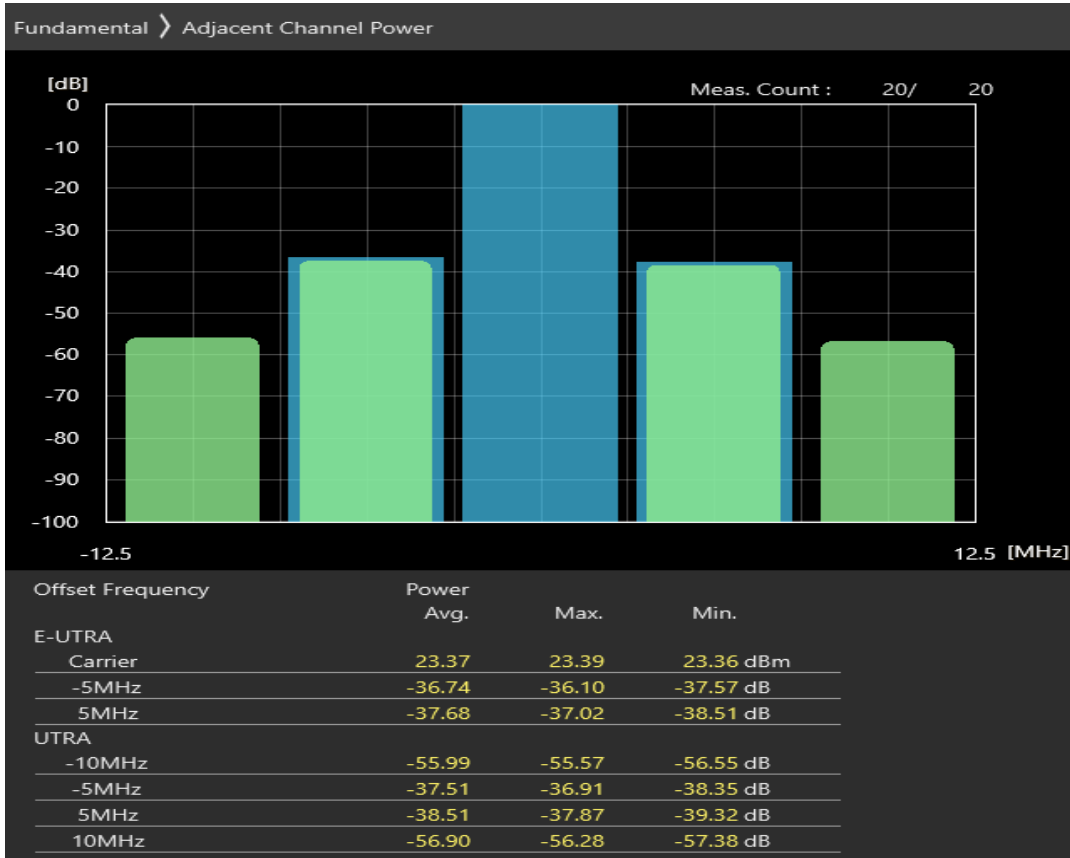 Fundamental 〉 Adjacent Channel Power
[dB]
Meas. Count : 20/ 20
0
-10
-20
-30
-40
-50
-60
-70
-80
-90
-100
-12.5 12.5 [MHz]
Offset Frequency Power
Avg. Max. Min.
E-UTRA
Carrier 23.37 23.39 23.36 dBm
-5MHz -36.74 -36.10 -37.57 dB
5MHz -37.68 -37.02 -38.51 dB
UTRA
-10MHz -55.99 -55.57 -56.55 dB
-5MHz -37.51 -36.91 -38.35 dB
5MHz -38.51 -37.87 -39.32 dB
10MHz -56.90 -56.28 -57.38 dB